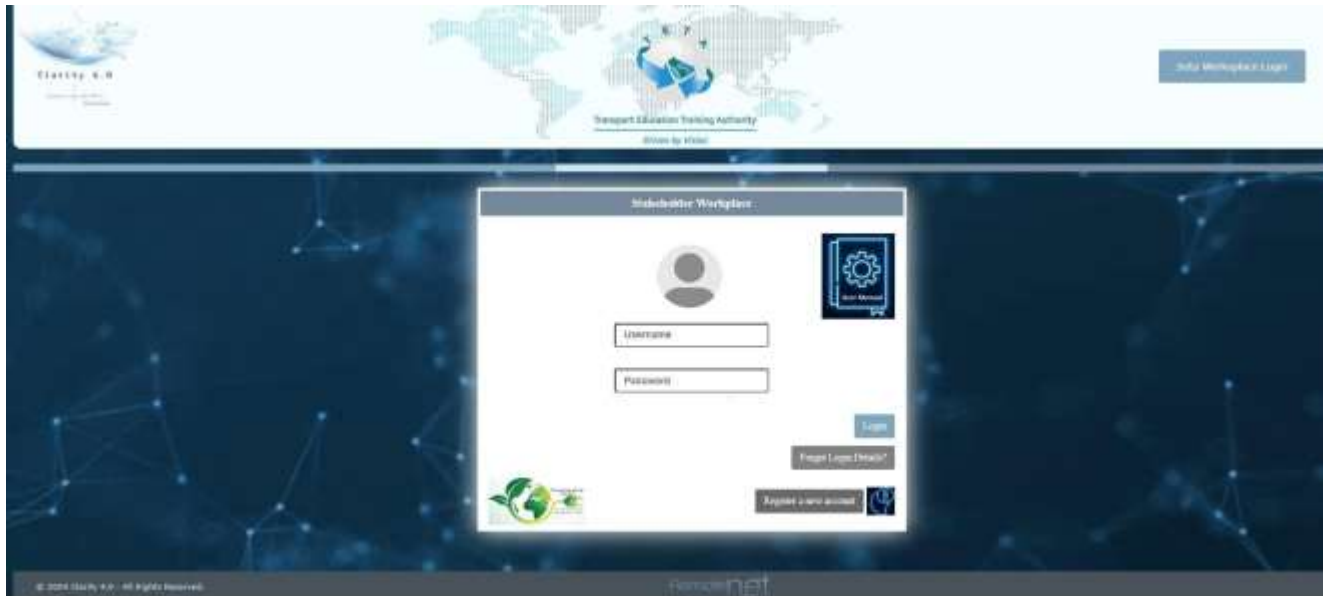 Clarity 4.0
T E T A
Seta Workplace Login
Transport Education Training Authority
Driven by Vision
Stakeholder Workplace
User Manual
Username
Password
Login
Forgot Login Details?
Register a new account
© 2024 Clarity 4.0 - All Rights Reserved.
Remotenet